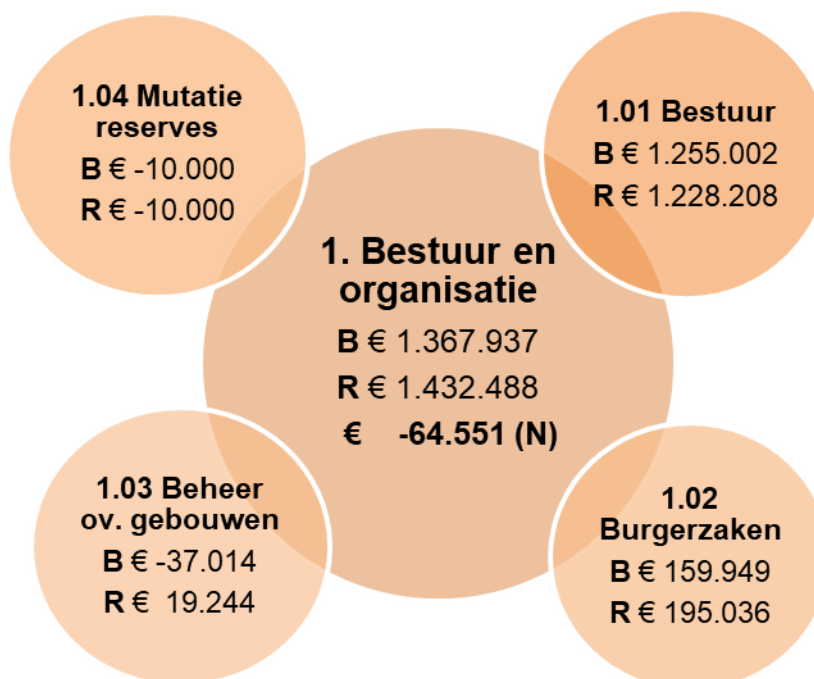 1.04 Mutatie
reserves
B € -10.000
R € -10.000
1.01 Bestuur
B € 1.255.002
R € 1.228.208
1. Bestuur en
organisatie
B € 1.367.937
R € 1.432.488
€ -64.551 (N)
1.03 Beheer
ov. gebouwen
B € -37.014
R € 19.244
1.02
Burgerzaken
B € 159.949
R € 195.036